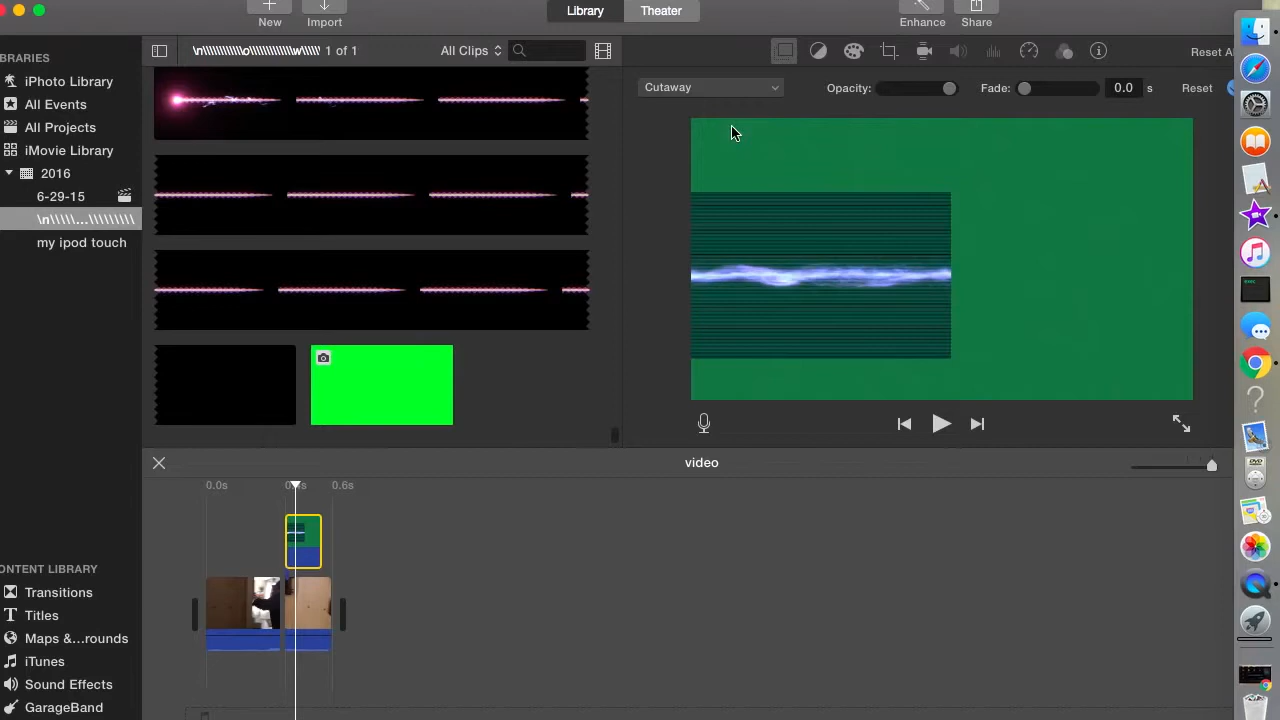 Library
Theater
New
Import
Enhance
Share
BRARIES
iPhoto Library
All Events
All Projects
iMovie Library
2016
6-29-15
\n\\\\\...\\\\\\\\\
my ipod touch
1 of 1
All Clips
Reset A
Cutaway
Opacity:
Fade:
0.0 s
Reset
video
0.0s
0.6s
ONTENT LIBRARY
Transitions
Titles
Maps &...rounds
iTunes
Sound Effects
GarageBand